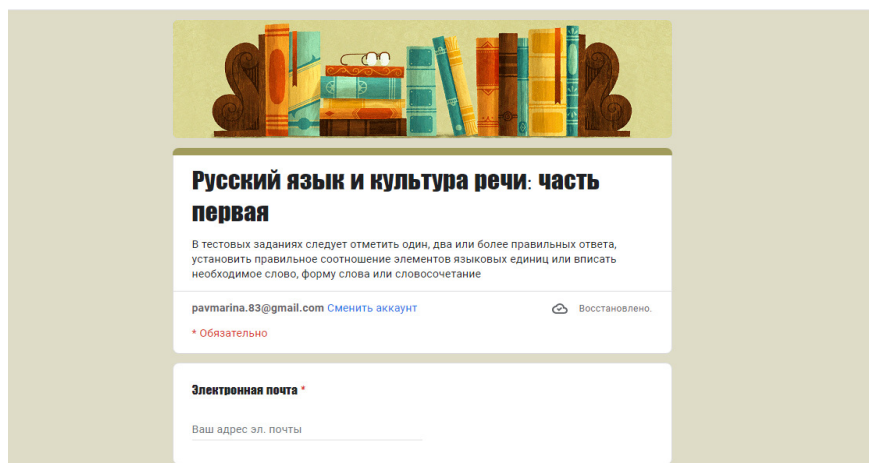 Русский язык и культура речи: часть
первая
В тестовых заданиях следует отметить один, два или более правильных ответа,
установить правильное соотношение элементов языковых единиц или вписать
необходимое слово, форму слова или словосочетание
pavmarina.83@gmail.com Сменить аккаунт
Восстановлено.
* Обязательно
Электронная почта *
Ваш адрес эл. почты